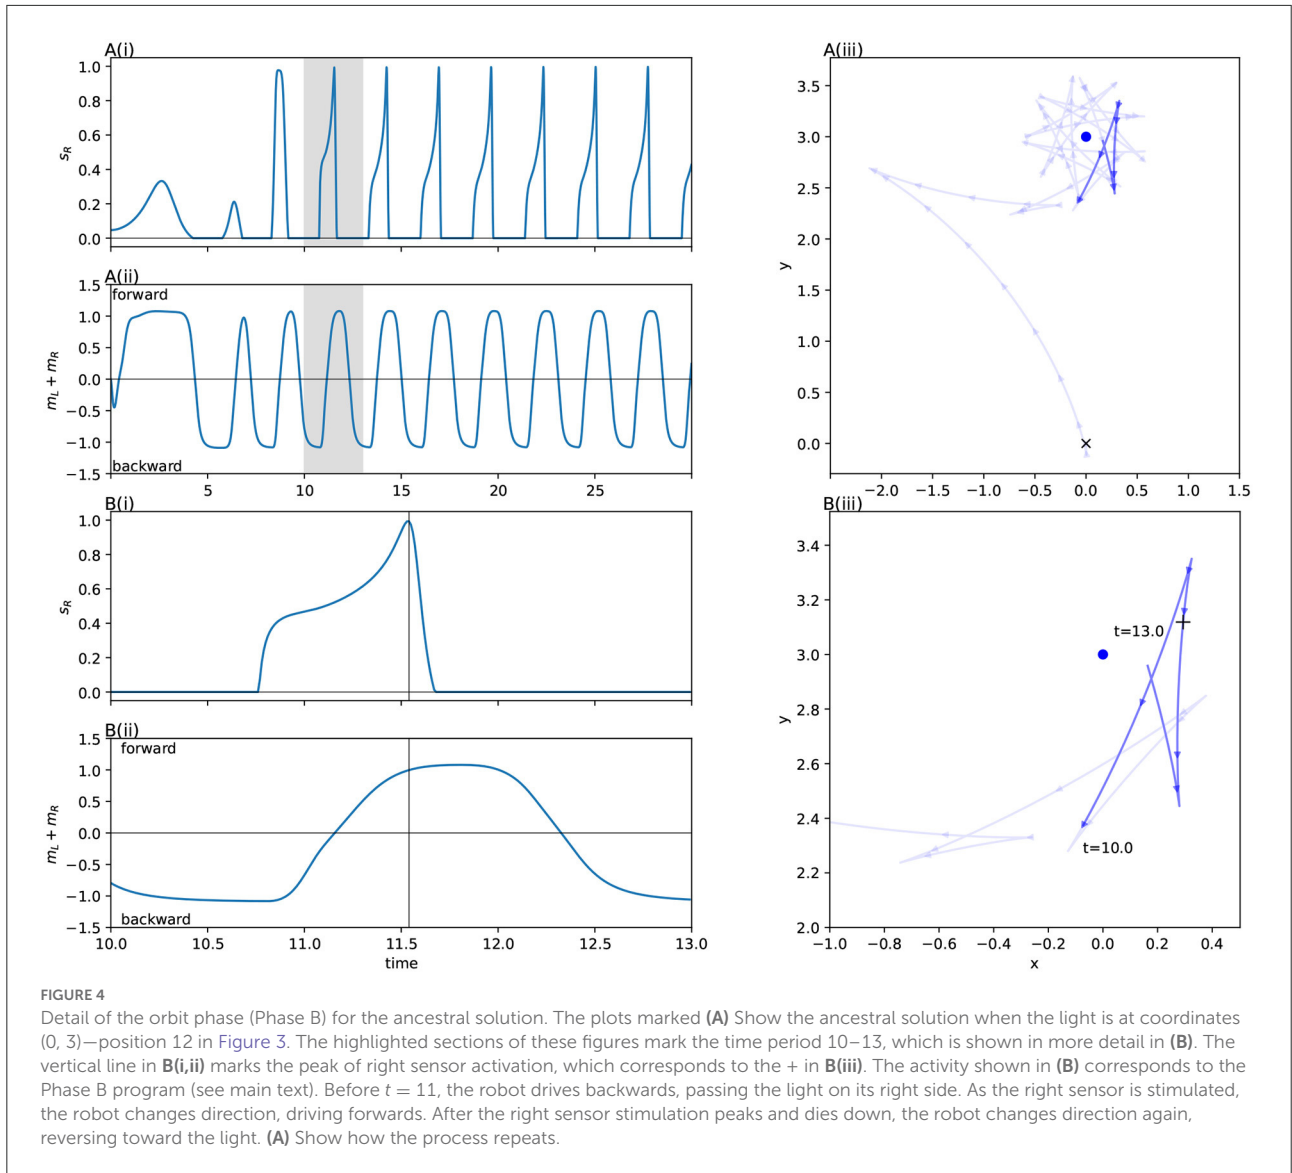 A(i)
1.0
0.8
0.6
0.4
0.2
0.0
s_R
A(ii)
1.5
forward
1.0
0.5
0.0
−0.5
−1.0
backward
−1.5
m_L + m_R
5 10 15 20 25
B(i)
1.0
0.8
0.6
0.4
0.2
0.0
s_R
B(ii)
1.5
forward
1.0
0.5
0.0
−0.5
−1.0
backward
−1.5
m_L + m_R
10.0 10.5 11.0 11.5 12.0 12.5 13.0
time
A(iii)
3.5
3.0
2.5
2.0
1.5
1.0
0.5
0.0
y
−2.0 −1.5 −1.0 −0.5 0.0 0.5 1.0 1.5
B(iii)
3.4
3.2
t=13.0
3.0
2.8
2.6
2.4
t=10.0
2.2
2.0
y
−1.0 −0.8 −0.6 −0.4 −0.2 0.0 0.2 0.4
x
FIGURE 4
Detail of the orbit phase (Phase B) for the ancestral solution. The plots marked (A) Show the ancestral solution when the light is at coordinates
(0, 3)—position 12 in Figure 3. The highlighted sections of these figures mark the time period 10–13, which is shown in more detail in (B). The
vertical line in B(i,ii) marks the peak of right sensor activation, which corresponds to the + in B(iii). The activity shown in (B) corresponds to the
Phase B program (see main text). Before t = 11, the robot drives backwards, passing the light on its right side. As the right sensor is stimulated,
the robot changes direction, driving forwards. After the right sensor stimulation peaks and dies down, the robot changes direction again,
reversing toward the light. (A) Show how the process repeats.